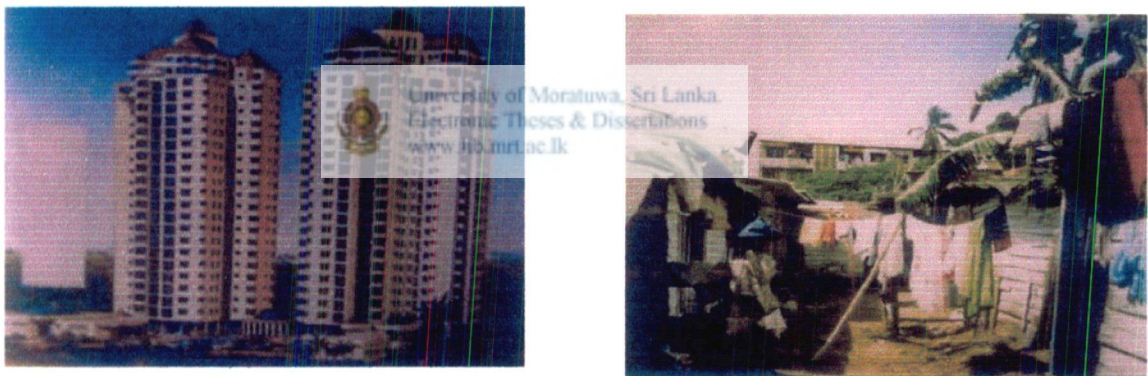 University of Moratuwa, Sri Lanka.
Electronic Theses & Dissertations
www.lib.mrt.ac.lk